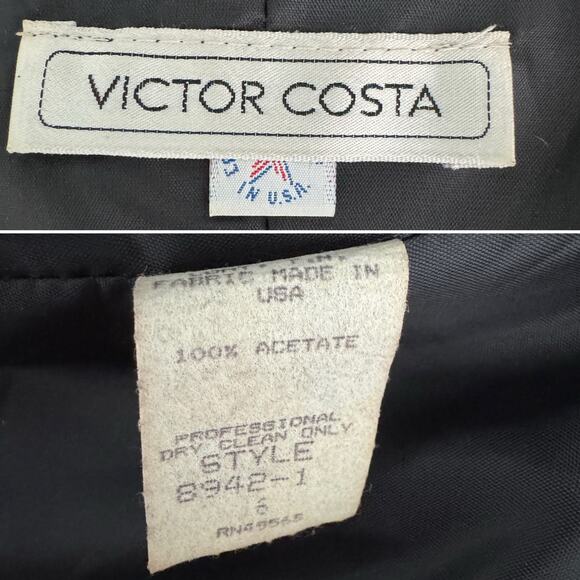 VICTOR COSTA
IN U.S.A.
FABRIC MADE IN
USA
100% ACETATE
PROFESSIONAL
DRY CLEAN ONLY
STYLE
8942-1
6
RN49565